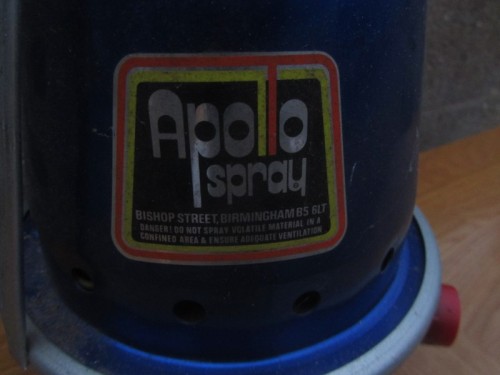 Apollo
spray
BISHOP STREET, BIRMINGHAM B5 6LT
DANGER! DO NOT SPRAY VOLATILE MATERIAL IN A
CONFINED AREA & ENSURE ADEQUATE VENTILATION